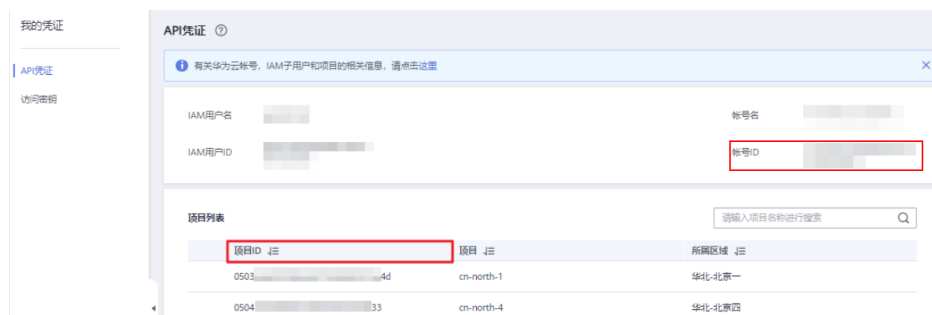 我的凭证
API凭证
访问密钥
API凭证 ?
有关华为云帐号，IAM子用户和项目的相关信息，请点击这里
IAM用户名
帐号名
IAM用户ID
帐号ID
项目列表
请输入项目名称进行搜索
项目ID 项目 所属区域
0503 4d cn-north-1 华北-北京一
0504 33 cn-north-4 华北-北京四